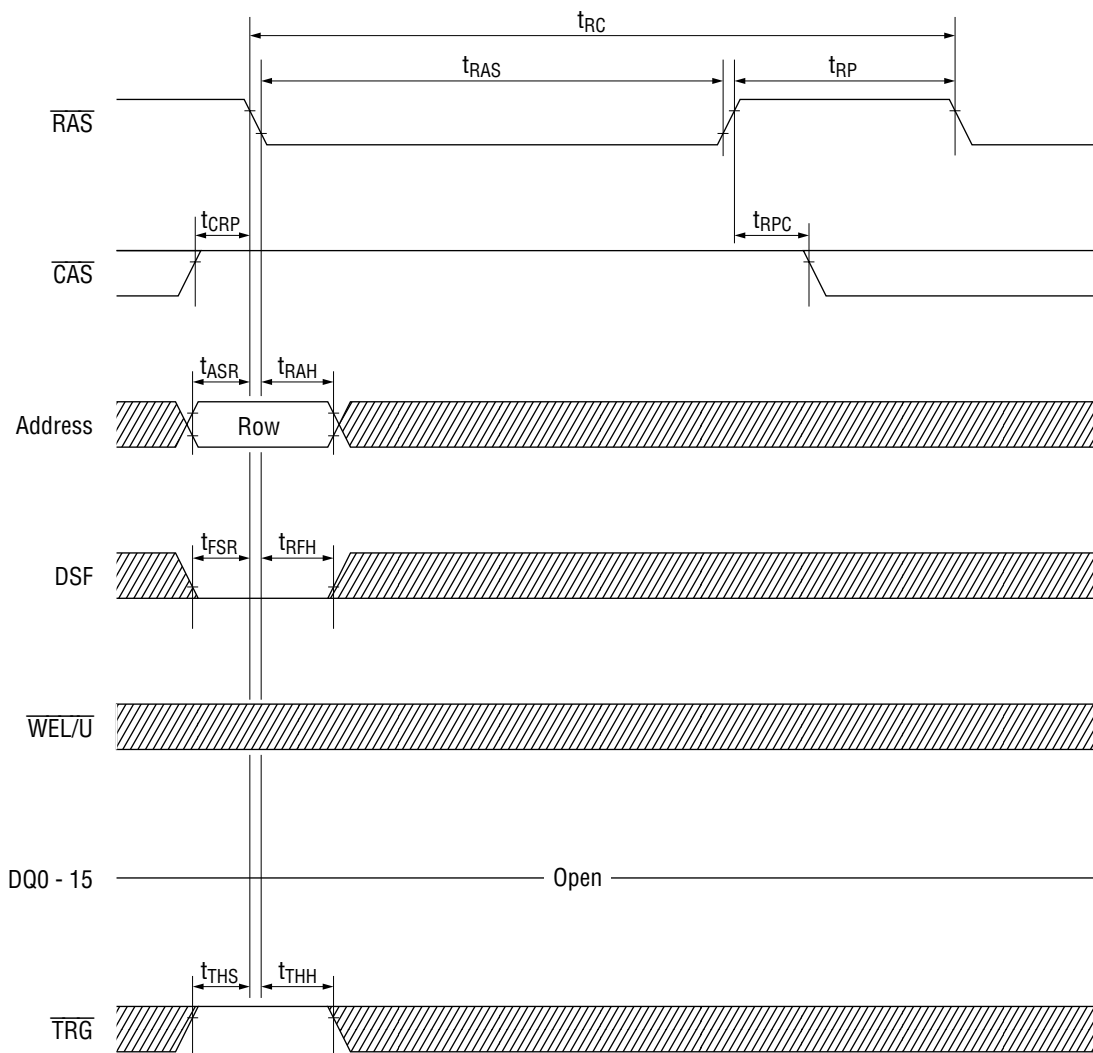 tRC
tRAS tRP
RAS
tCRP tRPC
CAS
tASR tRAH
Address Row
tFSR tRFH
DSF
WEL/U
DQ0 - 15 Open
tTHS tTHH
TRG